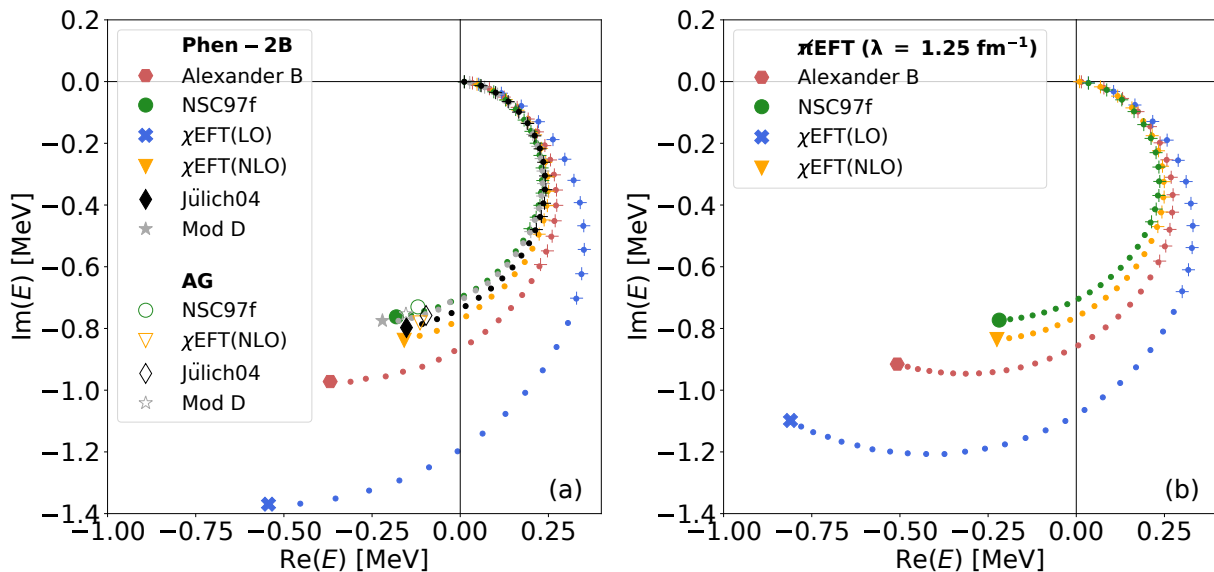 Phen − 2B
Alexander B
NSC97f
χEFT(LO)
χEFT(NLO)
Jülich04
Mod D
AG
NSC97f
χEFT(NLO)
Jülich04
Mod D
(a)
0.2
0.0
−0.2
−0.4
−0.6
−0.8
−1.0
−1.2
−1.4
Im(E) [MeV]
−1.00 −0.75 −0.50 −0.25 0.00 0.25
Re(E) [MeV]
π̸EFT (λ = 1.25 fm⁻¹)
Alexander B
NSC97f
χEFT(LO)
χEFT(NLO)
(b)
0.2
0.0
−0.2
−0.4
−0.6
−0.8
−1.0
−1.2
−1.4
Im(E) [MeV]
−1.00 −0.75 −0.50 −0.25 0.00 0.25
Re(E) [MeV]